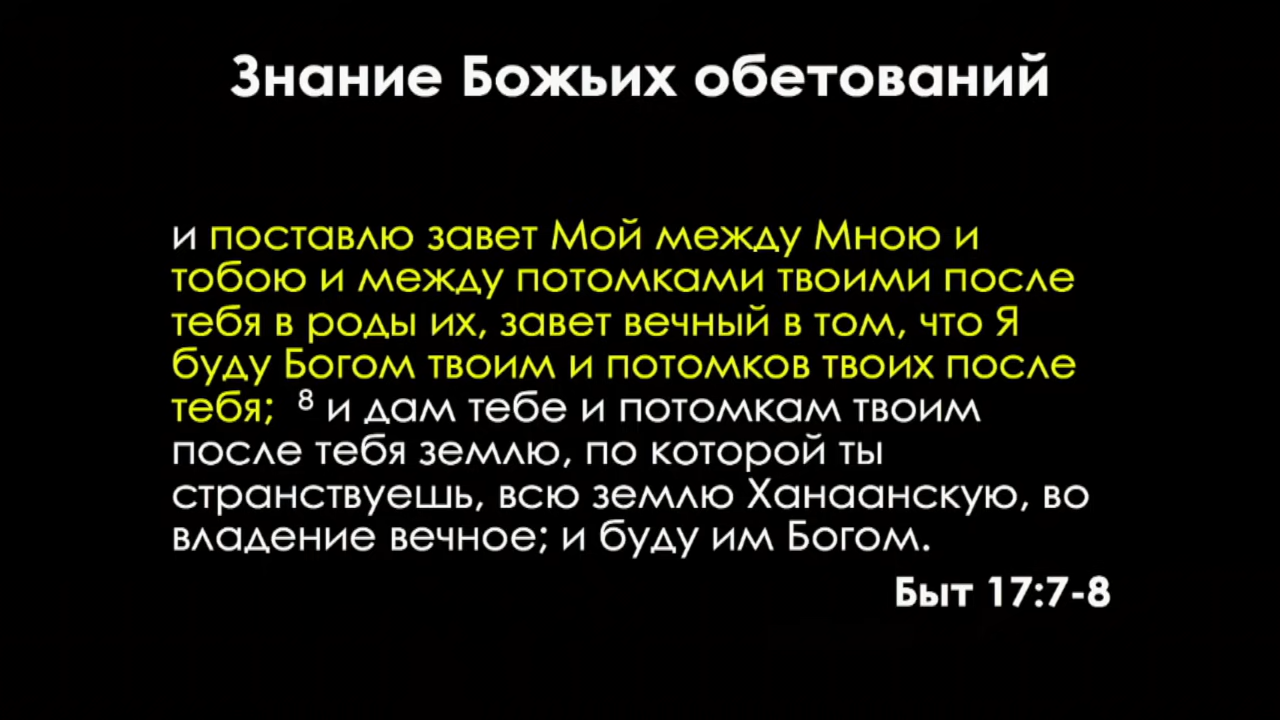 Знание Божьих обетований
и поставлю завет Мой между Мною и
тобою и между потомками твоими после
тебя в роды их, завет вечный в том, что Я
буду Богом твоим и потомков твоих после
тебя; ⁸ и дам тебе и потомкам твоим
после тебя землю, по которой ты
странствуешь, всю землю Ханаанскую, во
владение вечное; и буду им Богом.
Быт 17:7-8